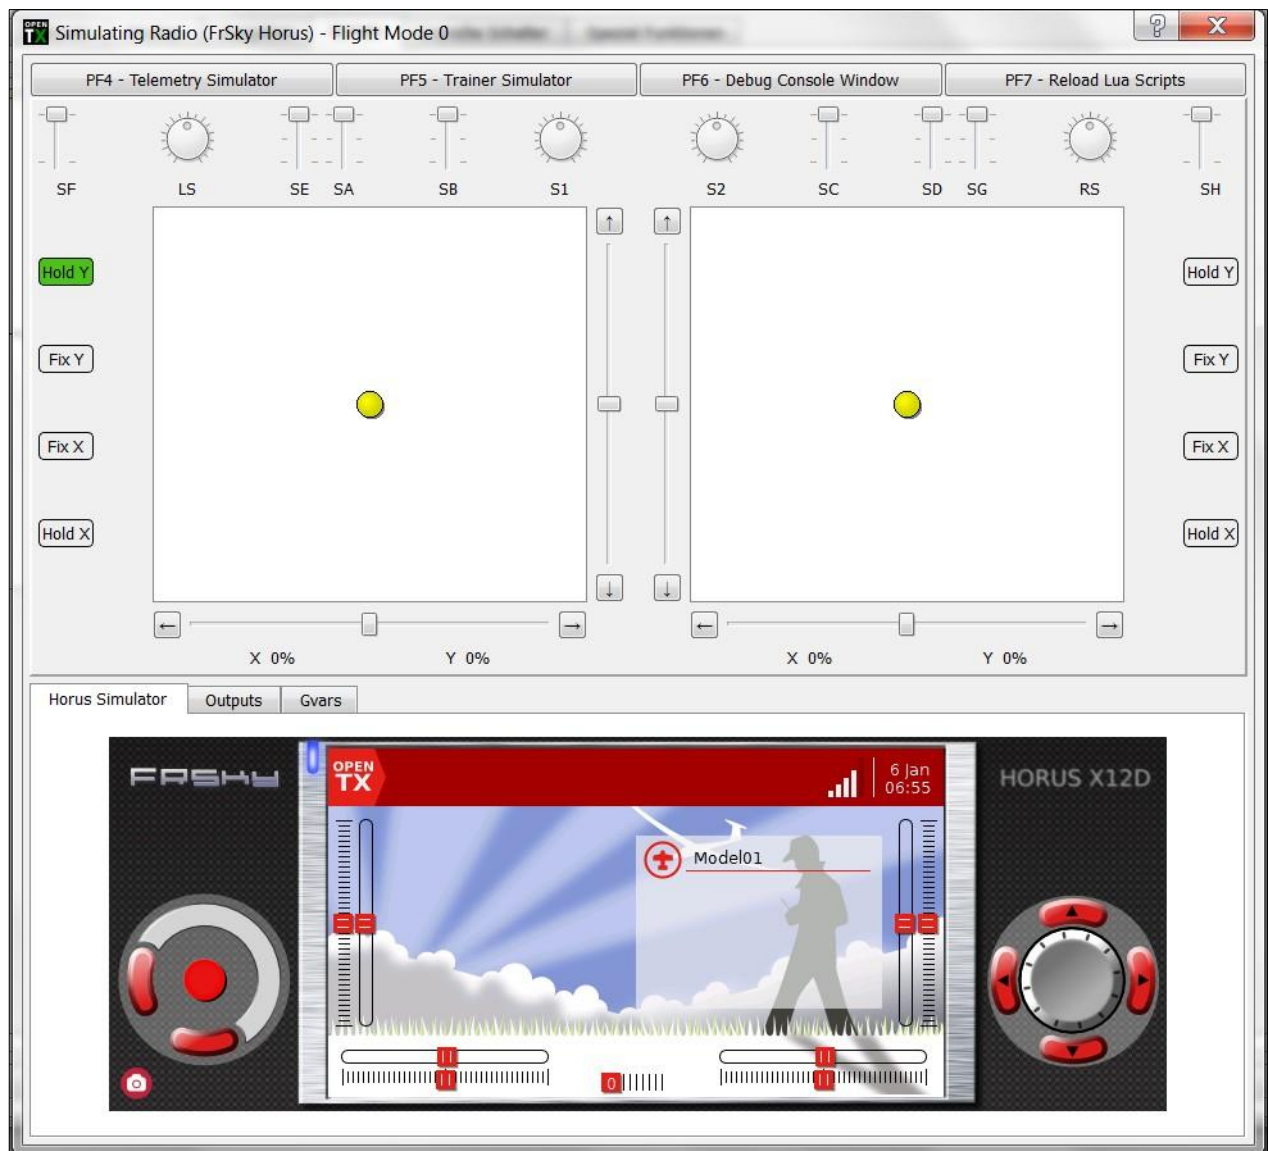 OPEN TX Simulating Radio (FrSky Horus) - Flight Mode 0
PF4 - Telemetry Simulator PF5 - Trainer Simulator PF6 - Debug Console Window PF7 - Reload Lua Scripts
SF LS SE SA SB S1 S2 SC SD SG RS SH
Hold Y Hold Y
Fix Y Fix Y
Fix X Fix X
Hold X Hold X
X 0% Y 0% X 0% Y 0%
Horus Simulator Outputs Gvars
FRSKY
OPEN
TX
6 Jan
06:55
HORUS X12D
Model01
0